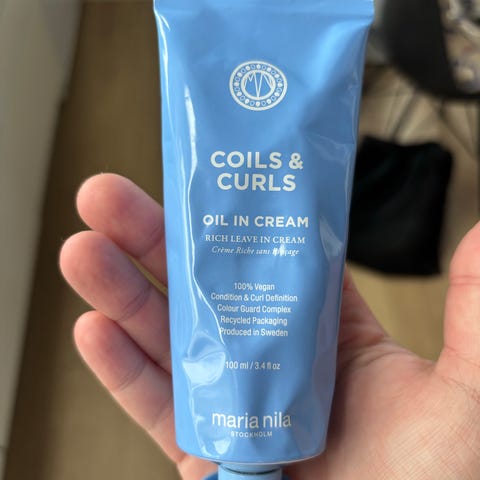 COILS &
CURLS
OIL IN CREAM
RICH LEAVE IN CREAM
Crème Riche sans Rinçage
100% Vegan
Condition & Curl Definition
Colour Guard Complex
Recycled Packaging
Produced in Sweden
100 ml / 3.4 fl oz
maria nila
STOCKHOLM